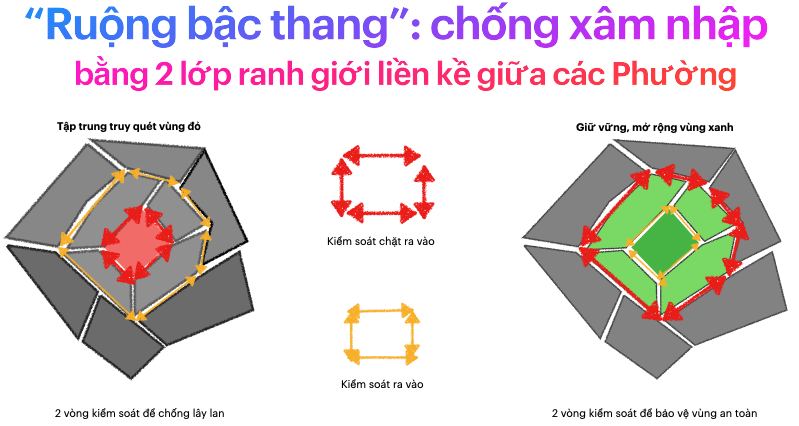 “Ruộng bậc thang”: chống xâm nhập
bằng 2 lớp ranh giới liền kề giữa các Phường
Tập trung truy quét vùng đỏ
Giữ vững, mở rộng vùng xanh
Kiểm soát chặt ra vào
Kiểm soát ra vào
2 vòng kiểm soát để chống lây lan
2 vòng kiểm soát để bảo vệ vùng an toàn